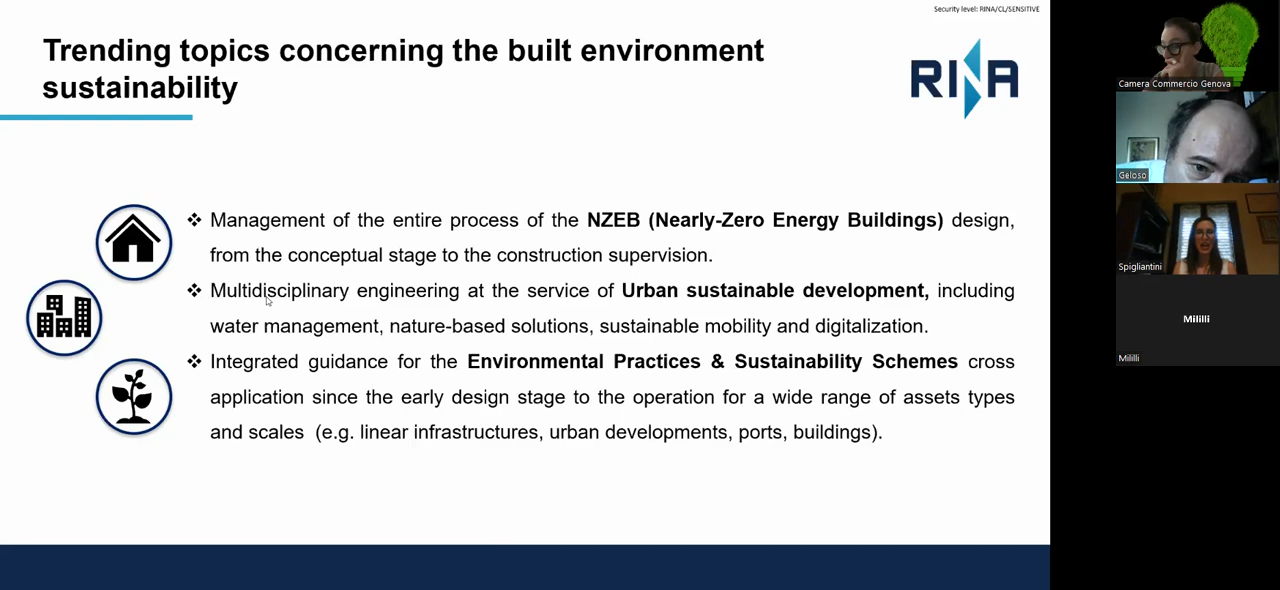 Security level: RINA/CL/SENSITIVE
Trending topics concerning the built environment
sustainability
RINA
❖ Management of the entire process of the NZEB (Nearly-Zero Energy Buildings) design,
from the conceptual stage to the construction supervision.
❖ Multidisciplinary engineering at the service of Urban sustainable development, including
water management, nature-based solutions, sustainable mobility and digitalization.
❖ Integrated guidance for the Environmental Practices & Sustainability Schemes cross
application since the early design stage to the operation for a wide range of assets types
and scales (e.g. linear infrastructures, urban developments, ports, buildings).
Camera Commercio Genova
Geloso
Spigliantini
Mililli
Mililli